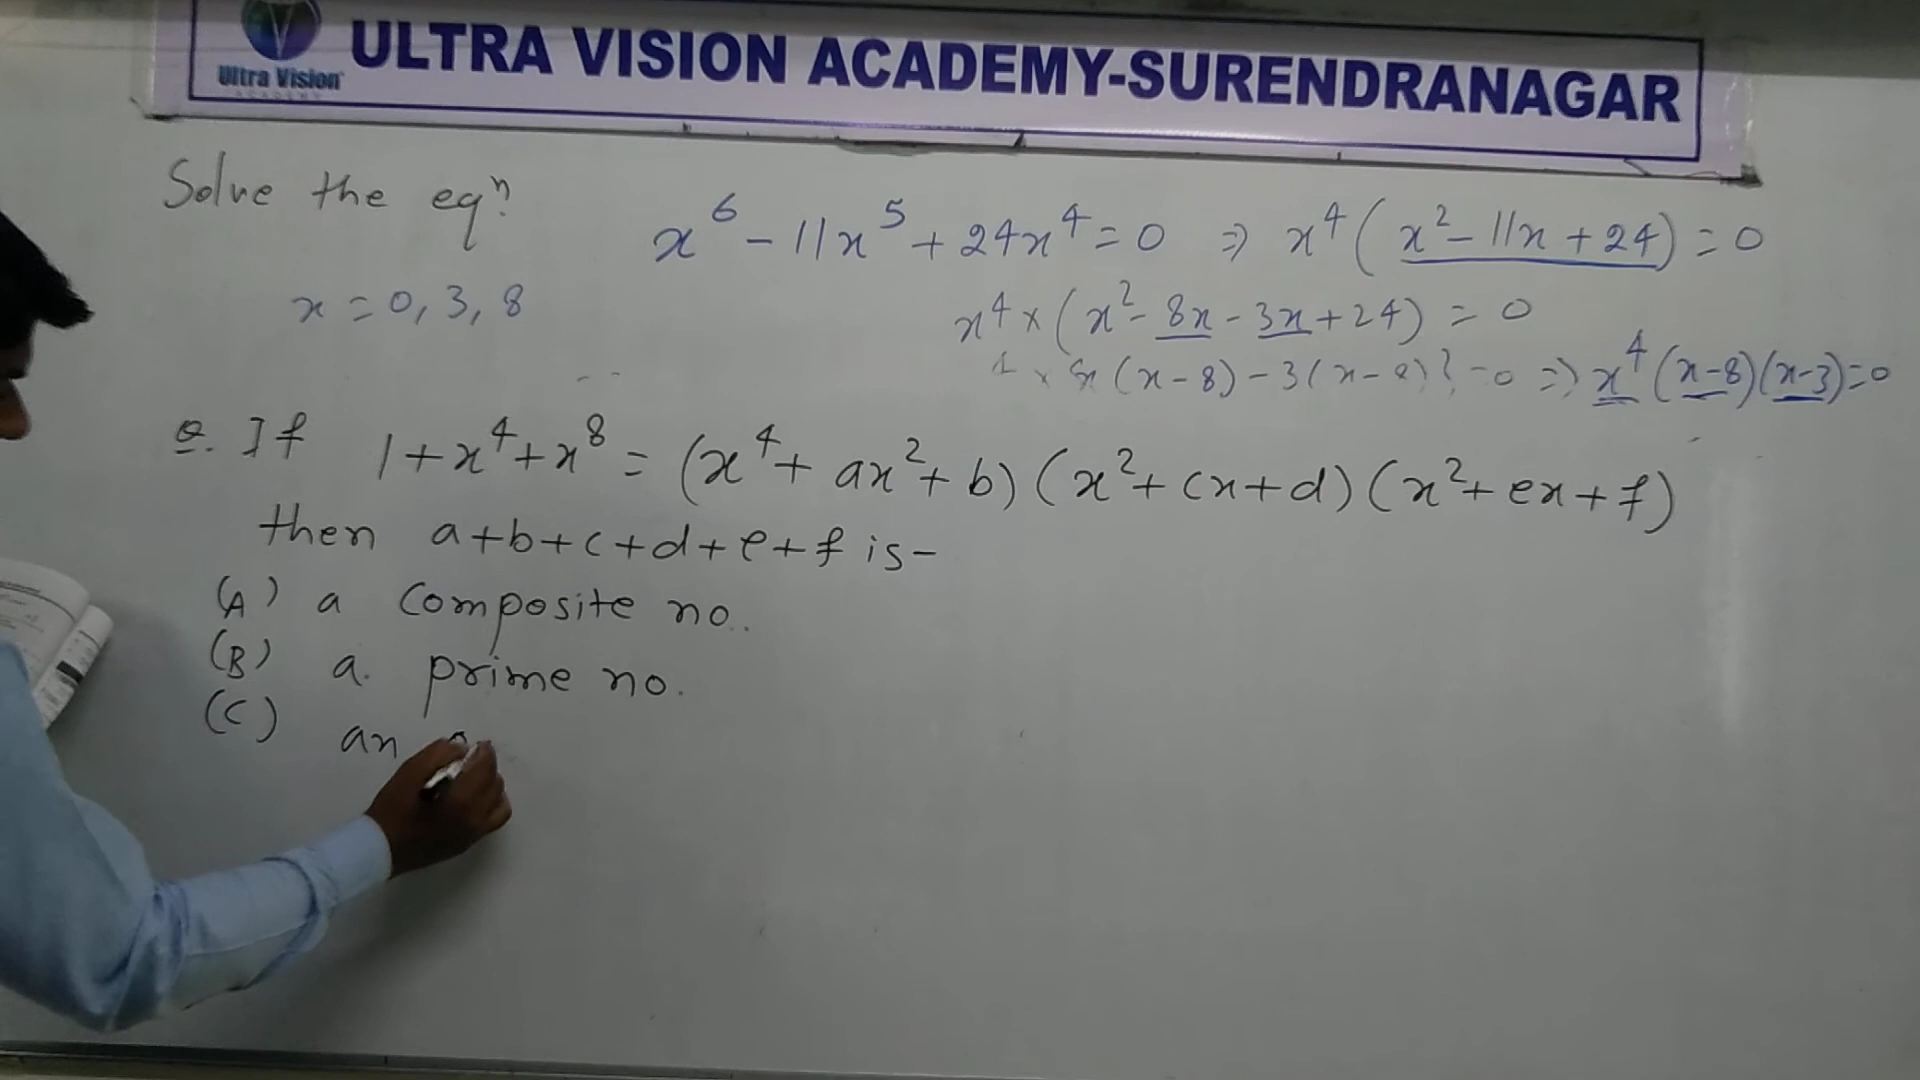 Ultra Vision
ACADEMY
ULTRA VISION ACADEMY-SURENDRANAGAR
Solve the eqⁿ:
x⁶ - 11x⁵ + 24x⁴ = 0 ⇒ x⁴(x² - 11x + 24) = 0
x = 0, 3, 8
x⁴ × (x² - 8x - 3x + 24) = 0
(x - 8) - 3(x - 8)} = 0 ⇒ x⁴(x-8)(x-3) = 0
Q. If 1 + x⁴ + x⁸ = (x⁴ + ax² + b)(x² + cx + d)(x² + ex + f)
then a+b+c+d+e+f is-
(A) a composite no.
(B) a prime no.
(C) an